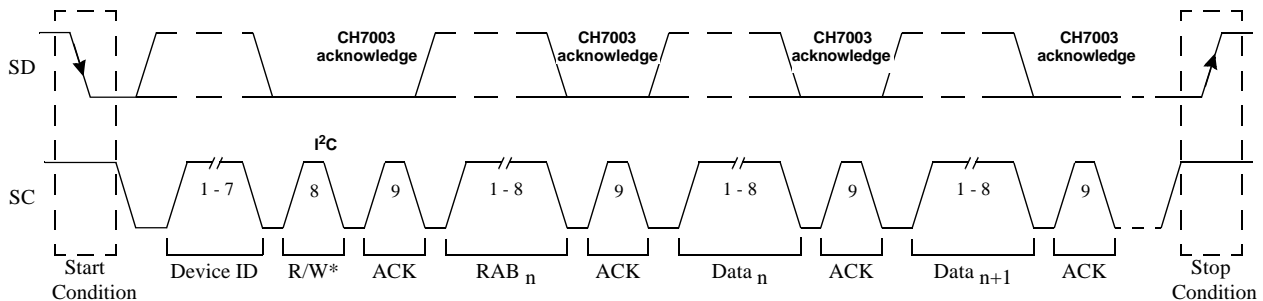 SD
CH7003
acknowledge
CH7003
acknowledge
CH7003
acknowledge
CH7003
acknowledge
I²C
SC
1 - 7
8
9
1 - 8
9
1 - 8
9
1 - 8
9
Start
Condition
Device ID
R/W*
ACK
RAB n
ACK
Data n
ACK
Data n+1
ACK
Stop
Condition